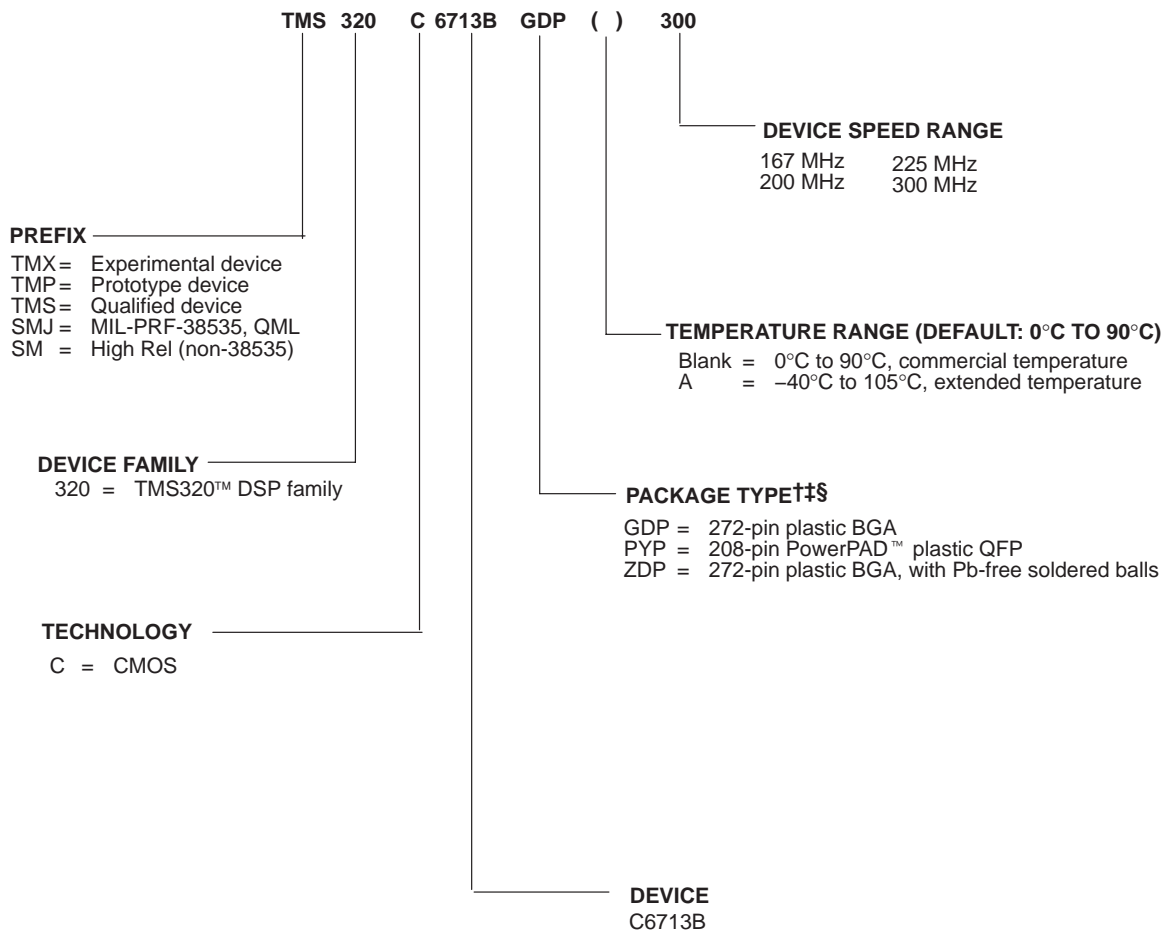 TMS 320 C 6713B GDP ( ) 300
DEVICE SPEED RANGE
167 MHz 225 MHz
200 MHz 300 MHz
PREFIX
TMX = Experimental device
TMP = Prototype device
TMS = Qualified device
SMJ = MIL-PRF-38535, QML
SM = High Rel (non-38535)
TEMPERATURE RANGE (DEFAULT: 0°C TO 90°C)
Blank = 0°C to 90°C, commercial temperature
A = −40°C to 105°C, extended temperature
DEVICE FAMILY
320 = TMS320™ DSP family
PACKAGE TYPE†‡§
GDP = 272-pin plastic BGA
PYP = 208-pin PowerPAD™ plastic QFP
ZDP = 272-pin plastic BGA, with Pb-free soldered balls
TECHNOLOGY
C = CMOS
DEVICE
C6713B